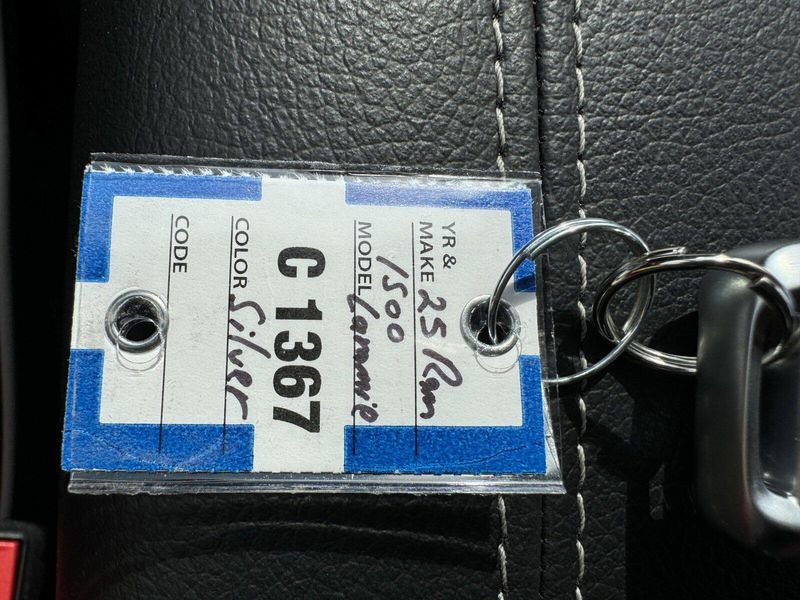 YR &
MAKE 25 Ram
1500
MODEL Laramie
C 1367
COLOR Silver
CODE